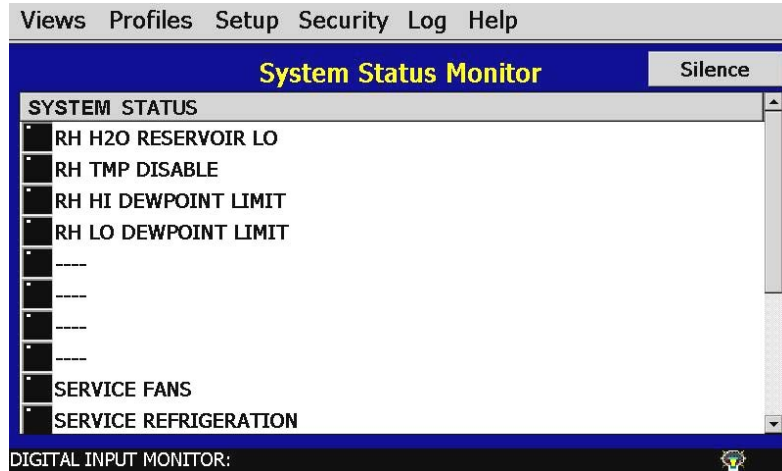 Views Profiles Setup Security Log Help
System Status Monitor
Silence
SYSTEM STATUS
RH H2O RESERVOIR LO
RH TMP DISABLE
RH HI DEWPOINT LIMIT
RH LO DEWPOINT LIMIT
----
----
----
----
SERVICE FANS
SERVICE REFRIGERATION
DIGITAL INPUT MONITOR: